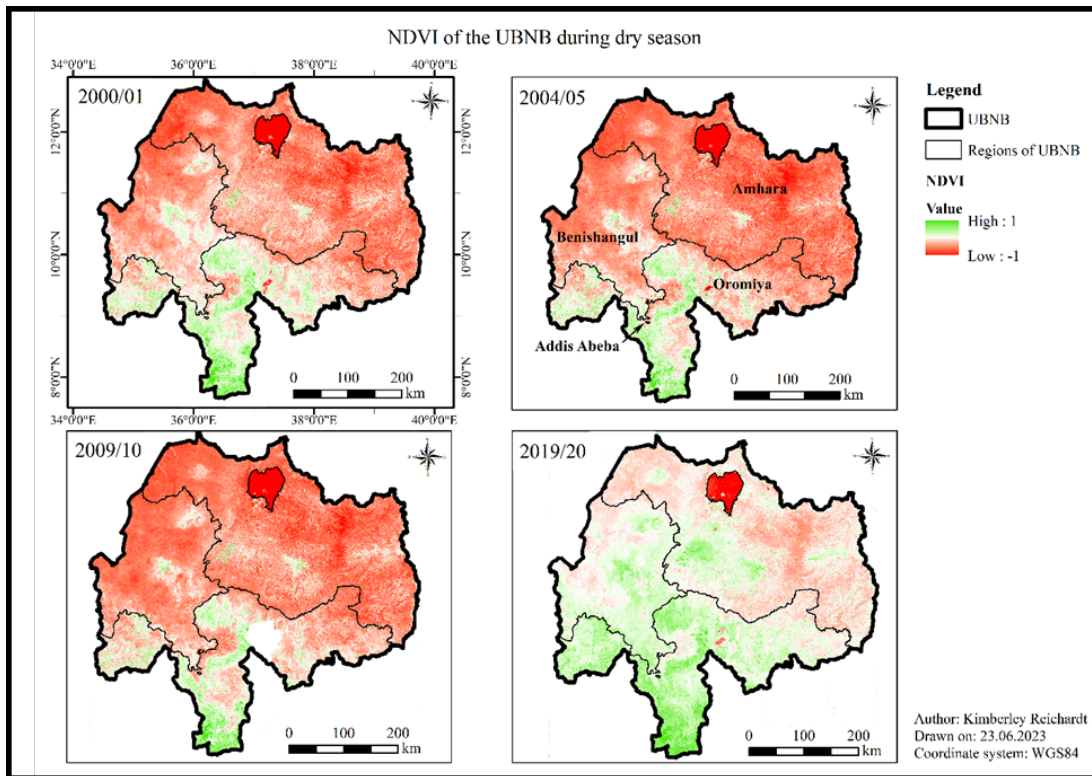 NDVI of the UBNB during dry season
34°0'0"E 36°0'0"E 38°0'0"E 40°0'0"E
2000/01
12°0'0"N
10°0'0"N
8°0'0"N
12°0'0"N
10°0'0"N
8°0'0"N
0 100 200
km
34°0'0"E 36°0'0"E 38°0'0"E 40°0'0"E
2004/05
Amhara
Benishangul
Oromiya
Addis Abeba
0 100 200
km
Legend
UBNB
Regions of UBNB
NDVI
Value
High : 1
Low : -1
2009/10
0 100 200
km
2019/20
0 100 200
km
Author: Kimberley Reichardt
Drawn on: 23.06.2023
Coordinate system: WGS84